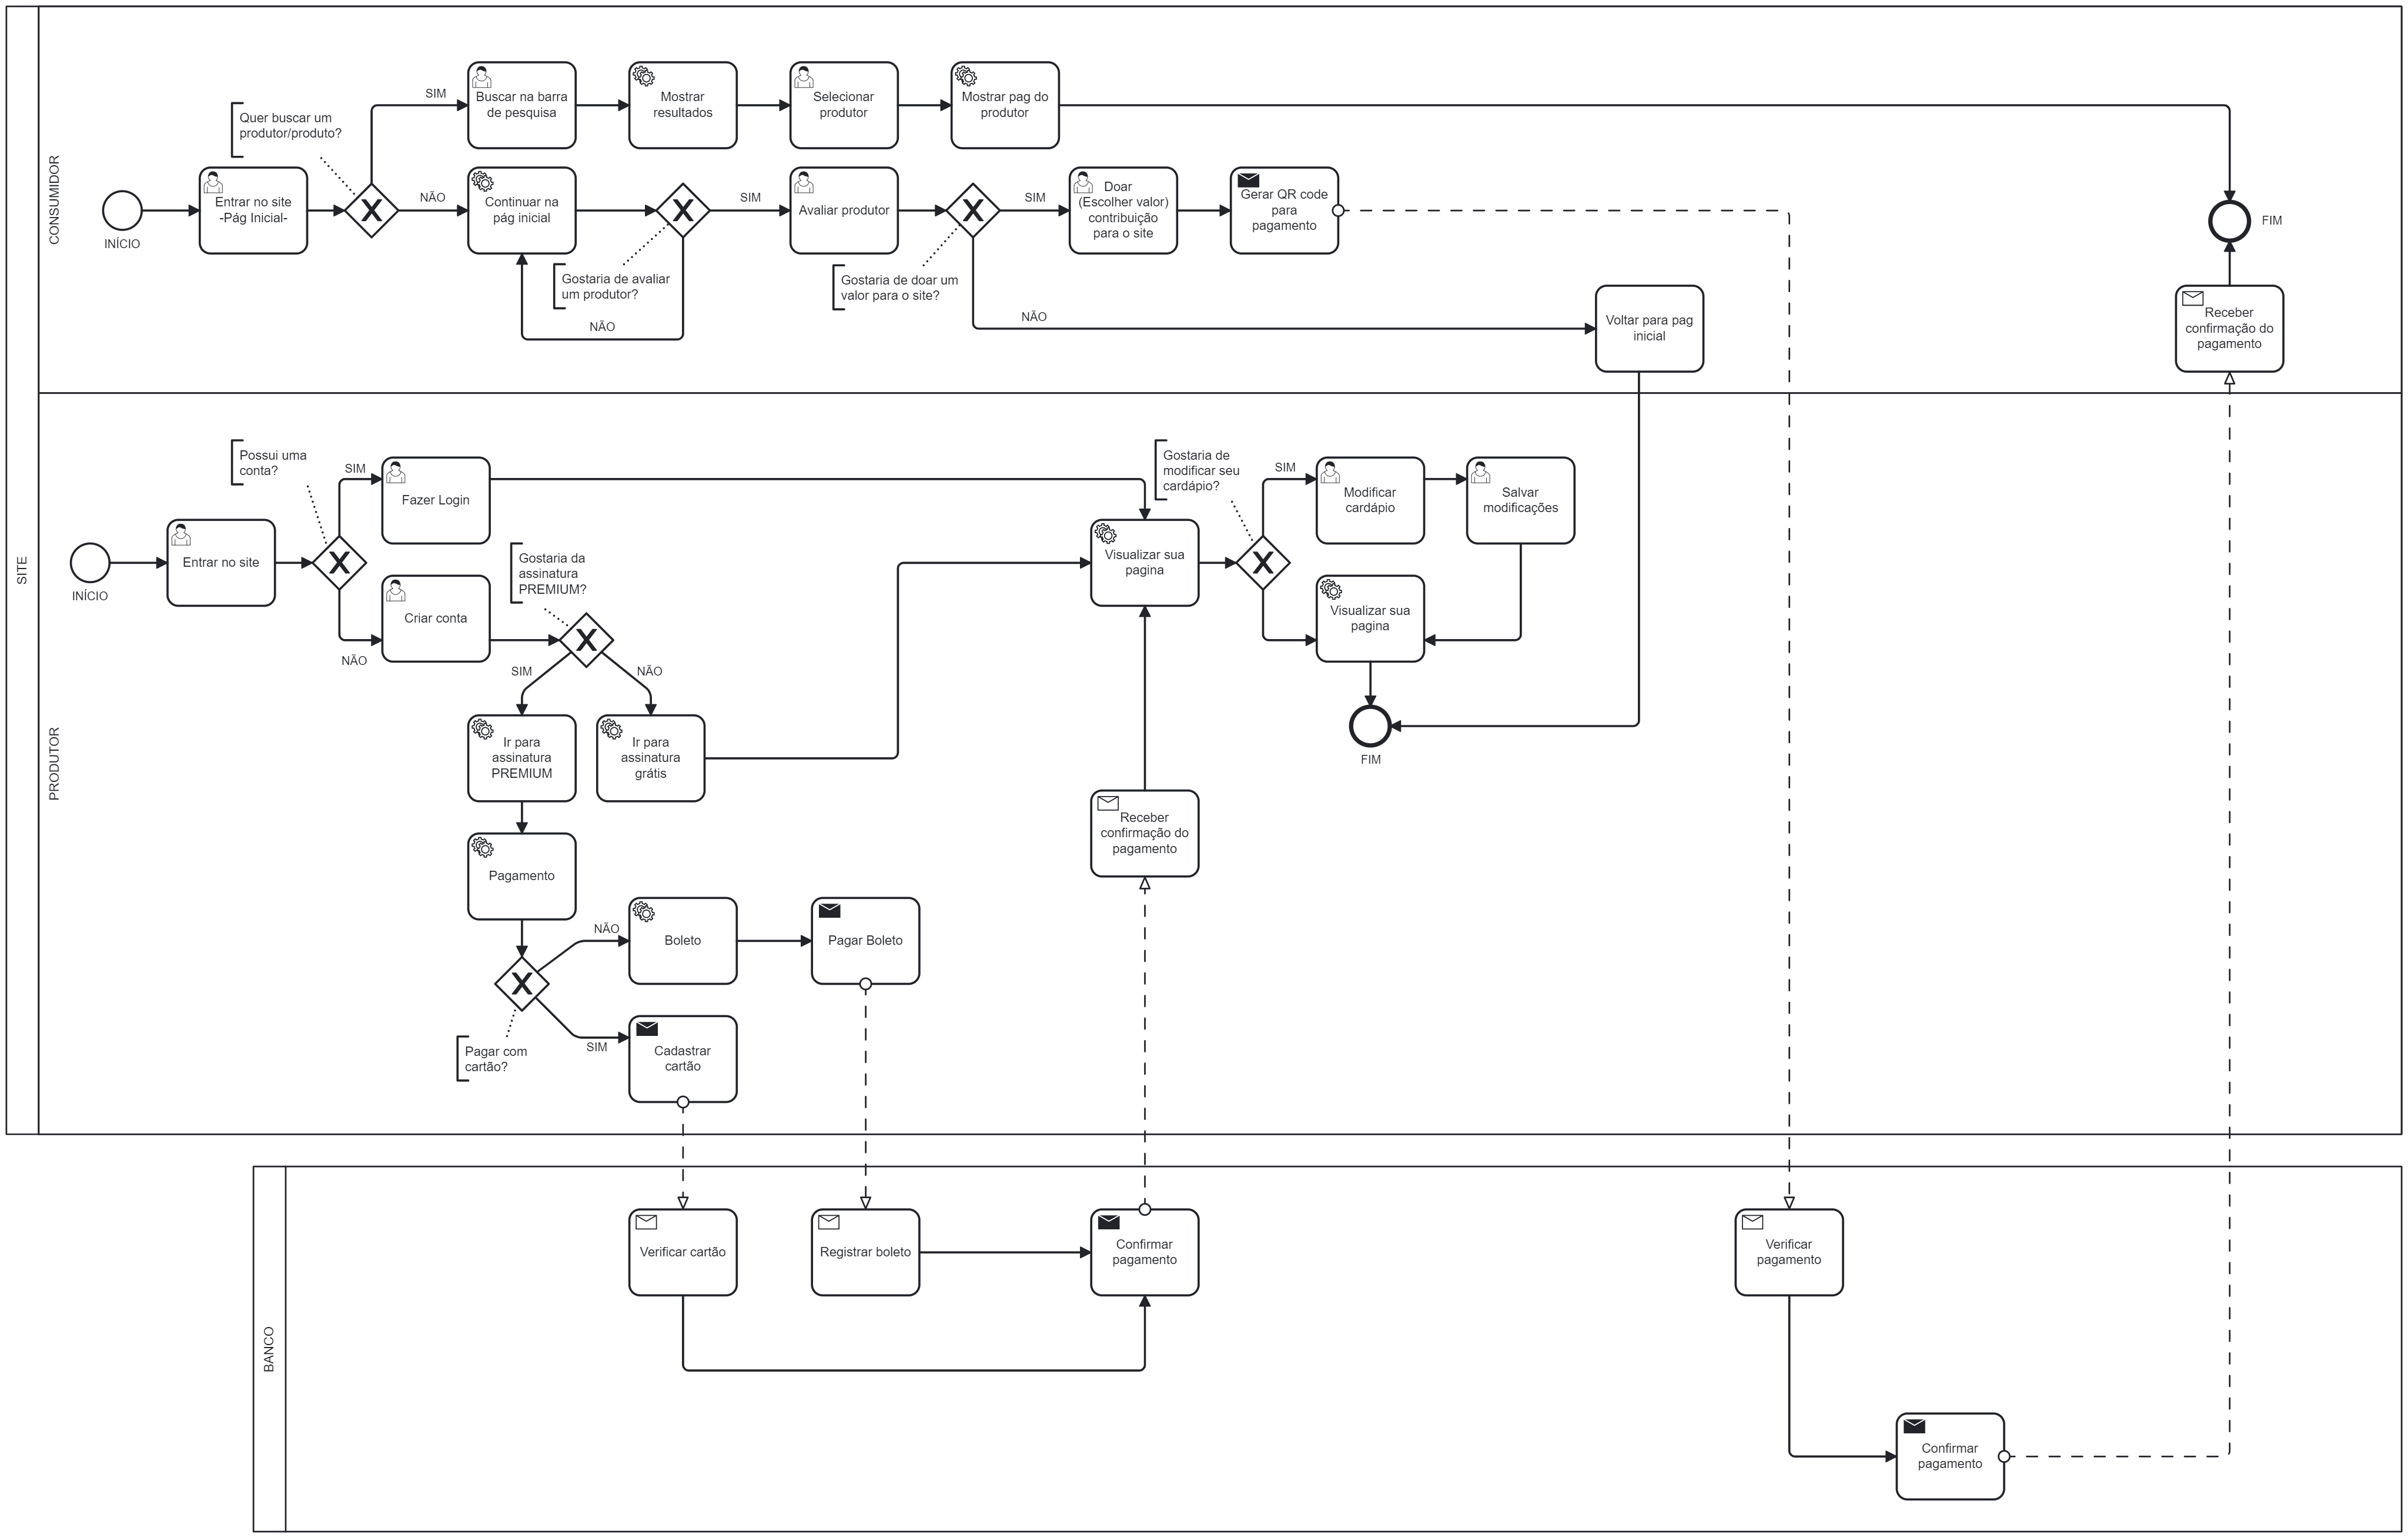 SITE
CONSUMIDOR
INÍCIO
Entrar no site
-Pág Inicial-
Quer buscar um
produtor/produto?
SIM
Buscar na barra
de pesquisa
Mostrar
resultados
Selecionar
produtor
Mostrar pag do
produtor
NÃO
Continuar na
pág inicial
Gostaria de avaliar
um produtor?
NÃO
SIM
Avaliar produtor
Gostaria de doar um
valor para o site?
SIM
Doar
(Escolher valor)
contribuição
para o site
Gerar QR code
para
pagamento
NÃO
Voltar para pag
inicial
FIM
Receber
confirmação do
pagamento
PRODUTOR
INÍCIO
Entrar no site
Possui uma
conta?
SIM
Fazer Login
NÃO
Criar conta
Gostaria da
assinatura
PREMIUM?
SIM
NÃO
Ir para
assinatura
PREMIUM
Ir para
assinatura
grátis
Pagamento
Pagar com
cartão?
NÃO
Boleto
Pagar Boleto
SIM
Cadastrar
cartão
Visualizar sua
pagina
Gostaria de
modificar seu
cardápio?
SIM
Modificar
cardápio
Salvar
modificações
Visualizar sua
pagina
FIM
Receber
confirmação do
pagamento
BANCO
Verificar cartão
Registrar boleto
Confirmar
pagamento
Verificar
pagamento
Confirmar
pagamento